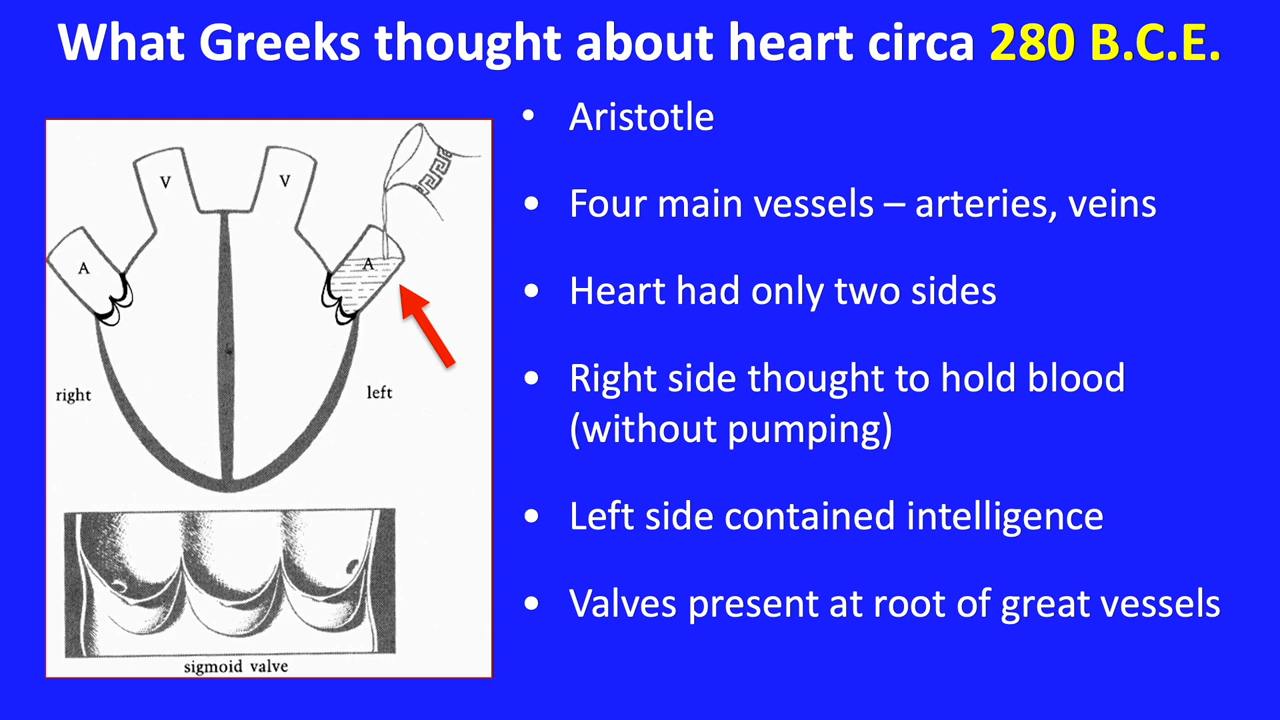 What Greeks thought about heart circa 280 B.C.E.
V
V
A
A
right
left
sigmoid valve
• Aristotle
• Four main vessels – arteries, veins
• Heart had only two sides
• Right side thought to hold blood
(without pumping)
• Left side contained intelligence
• Valves present at root of great vessels